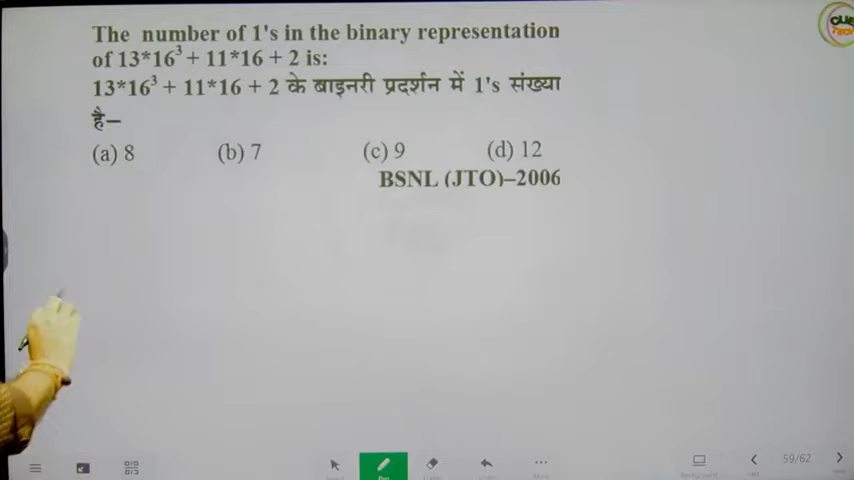 The number of 1's in the binary representation
of 13*16³ + 11*16 + 2 is:
13*16³ + 11*16 + 2 के बाइनरी प्रदर्शन में 1's संख्या
है–
(a) 8 (b) 7 (c) 9 (d) 12
BSNL (JTO)–2006
59/62